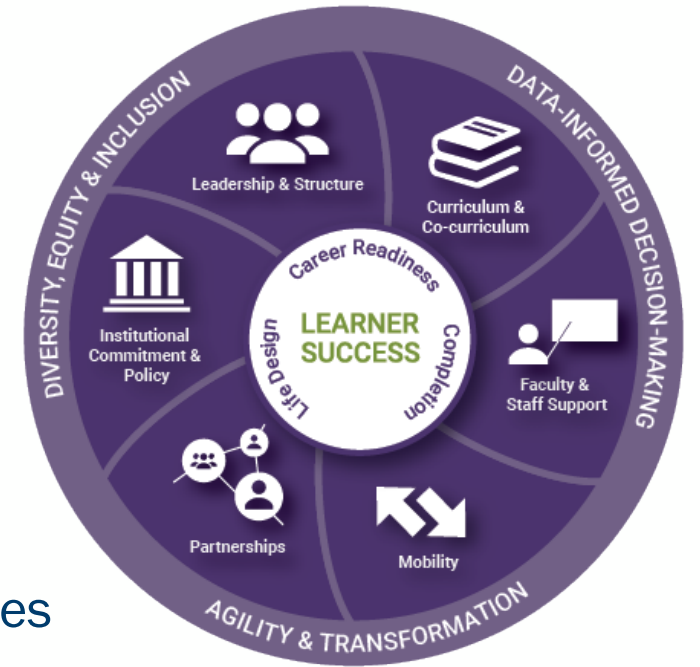 DIVERSITY, EQUITY & INCLUSION
DATA-INFORMED DECISION-MAKING
AGILITY & TRANSFORMATION
Leadership & Structure
Curriculum &
Co-curriculum
Faculty &
Staff Support
Mobility
Partnerships
Institutional
Commitment &
Policy
Career Readiness
Completion
Life Design
LEARNER
SUCCESS
es